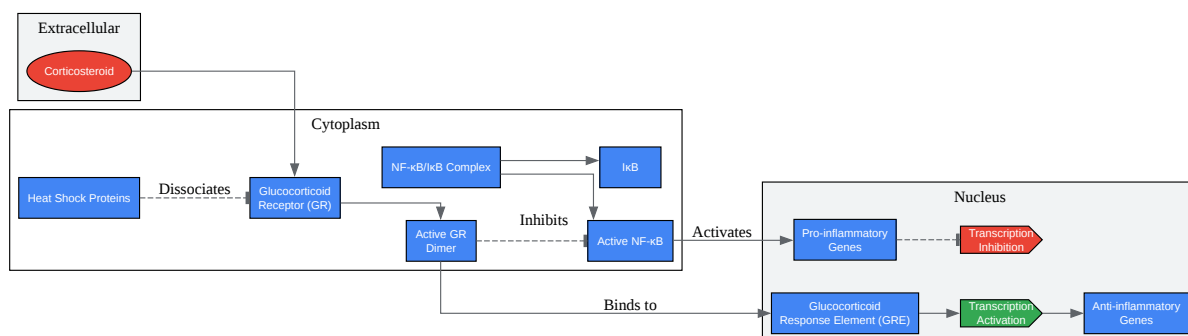 Extracellular
Corticosteroid
Cytoplasm
NF-κB/IκB Complex
IκB
Heat Shock Proteins
Dissociates
Glucocorticoid
Receptor (GR)
Active GR
Dimer
Inhibits
Active NF-κB
Activates
Binds to
Nucleus
Pro-inflammatory
Genes
Transcription
Inhibition
Glucocorticoid
Response Element (GRE)
Transcription
Activation
Anti-inflammatory
Genes